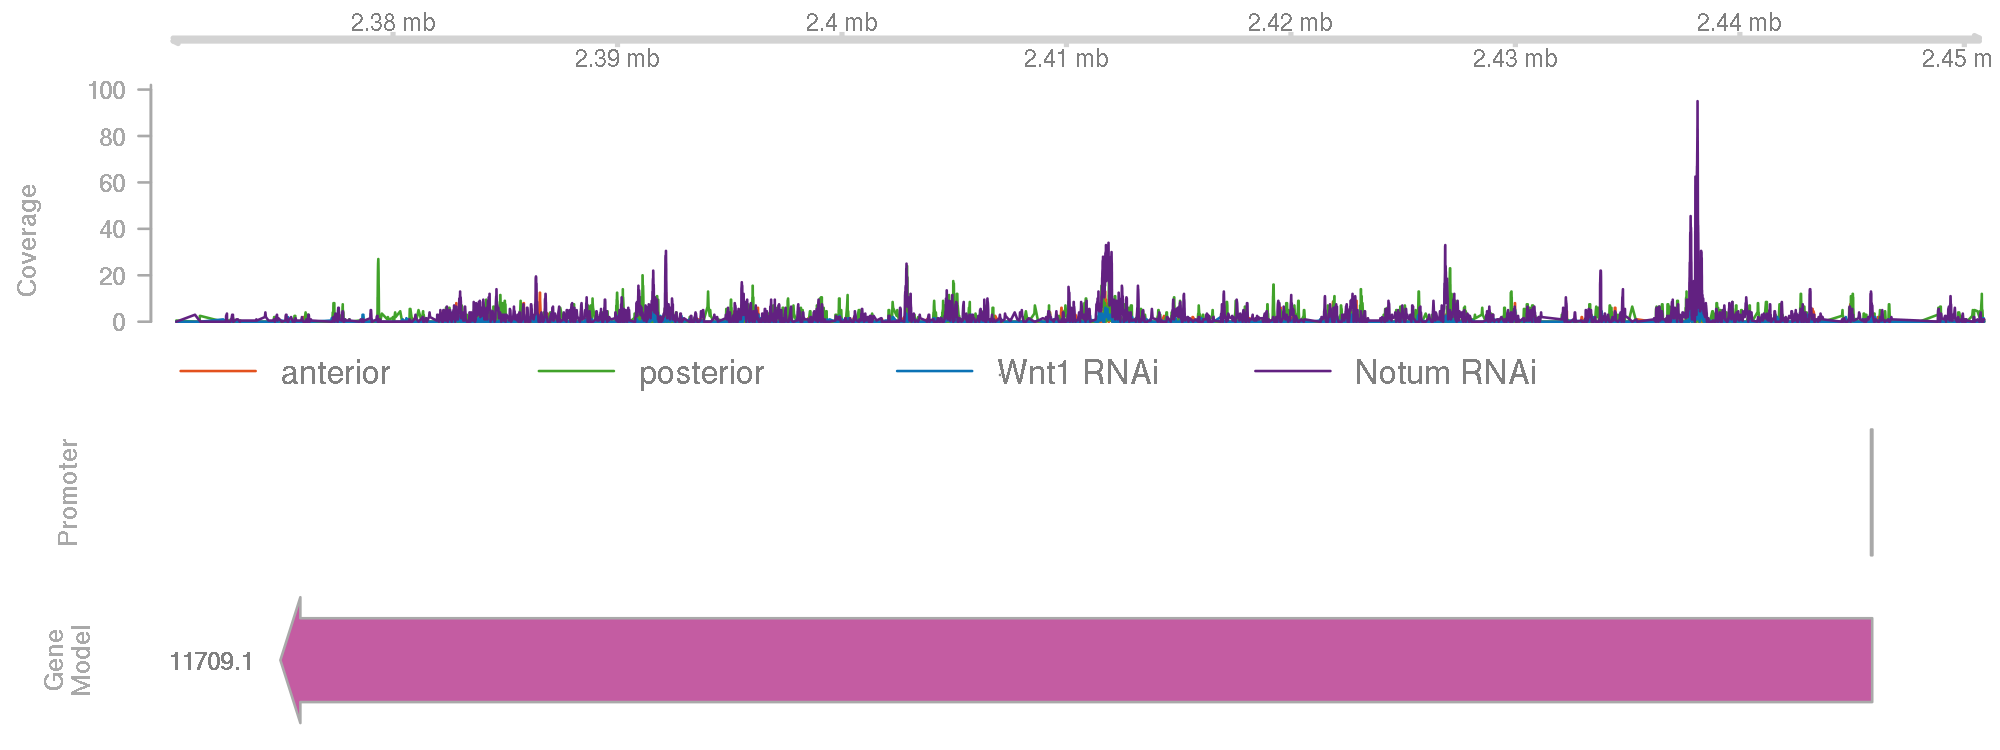 2.38 mb 2.4 mb 2.42 mb 2.44 mb
2.39 mb 2.41 mb 2.43 mb 2.45 m
Coverage
100
80
60
40
20
0
anterior posterior Wnt1 RNAi Notum RNAi
Promoter
Gene
Model
11709.1